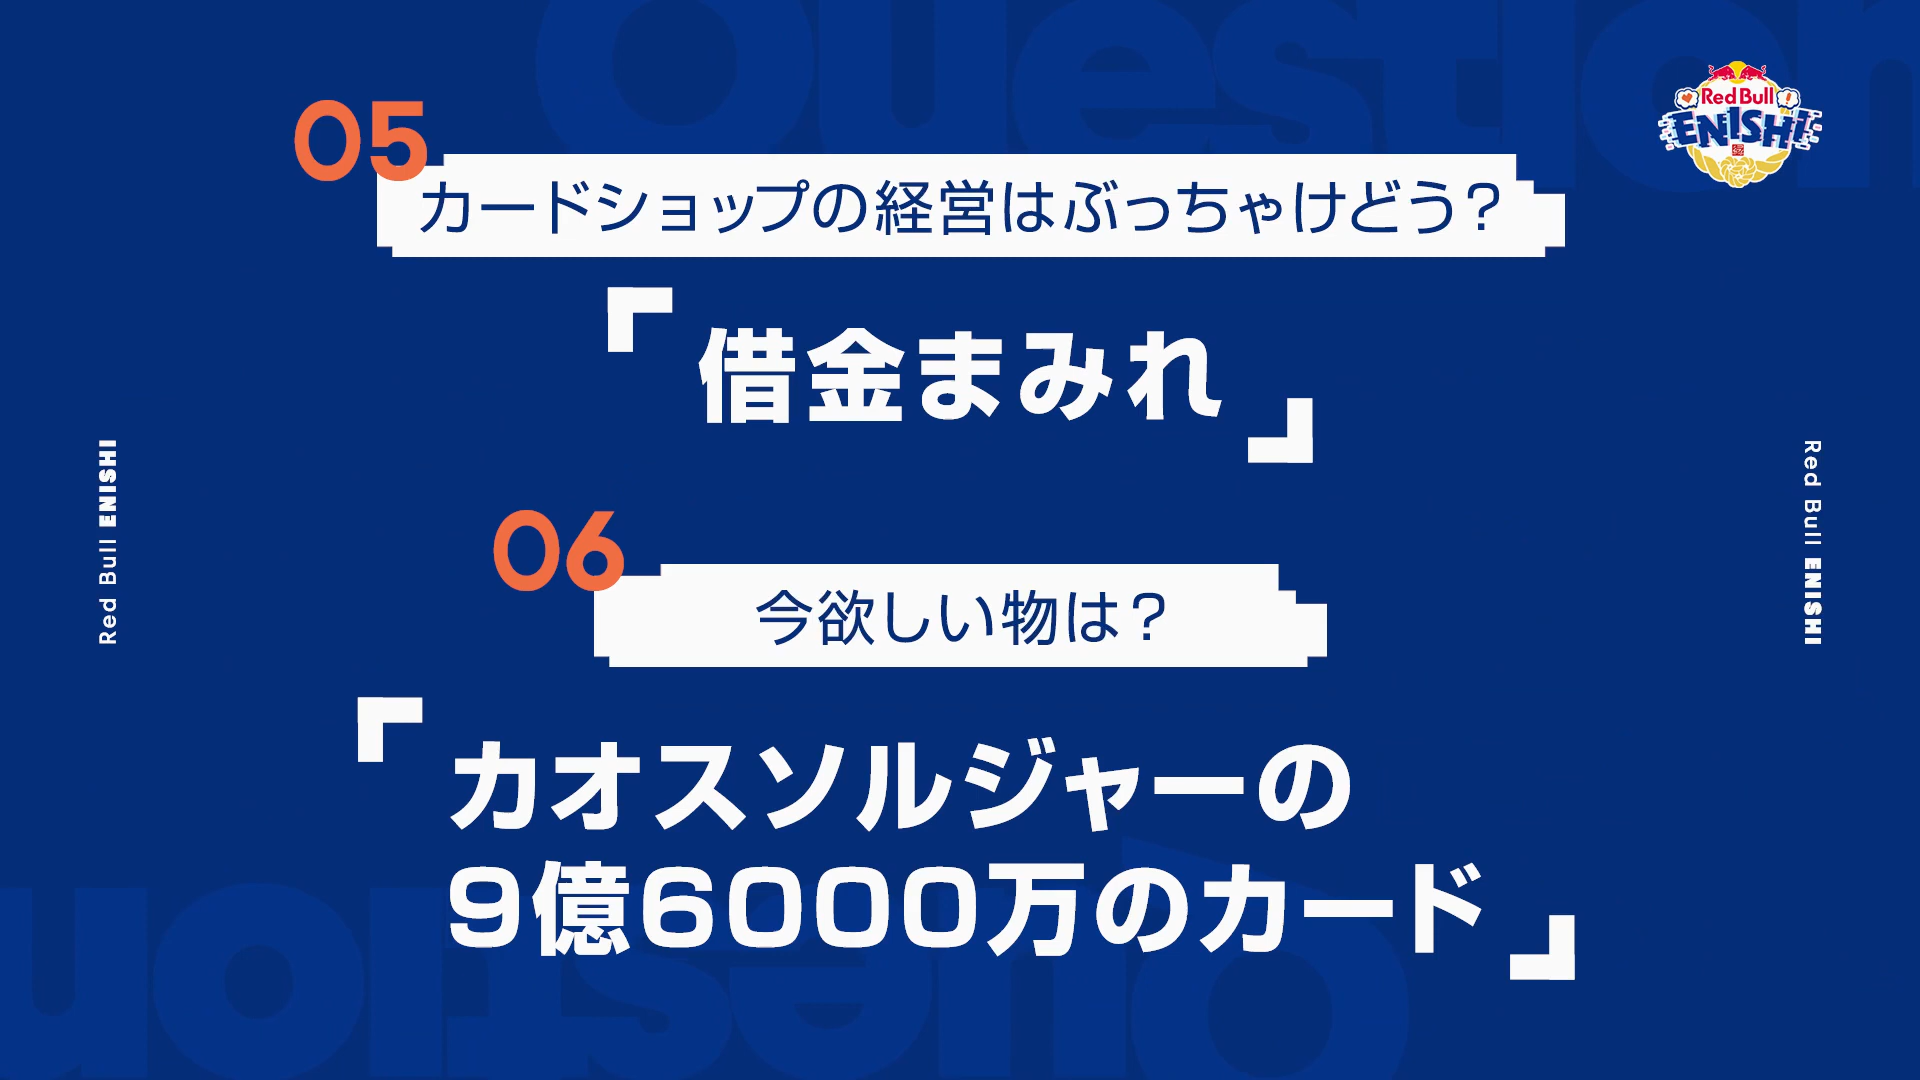 Question
Red Bull
ENISHI
05
カードショップの経営はぶっちゃけどう？
「借金まみれ」
06
今欲しい物は？
「カオスソルジャーの
9億6000万のカード」
Red Bull ENISHI
Red Bull ENISHI
Question